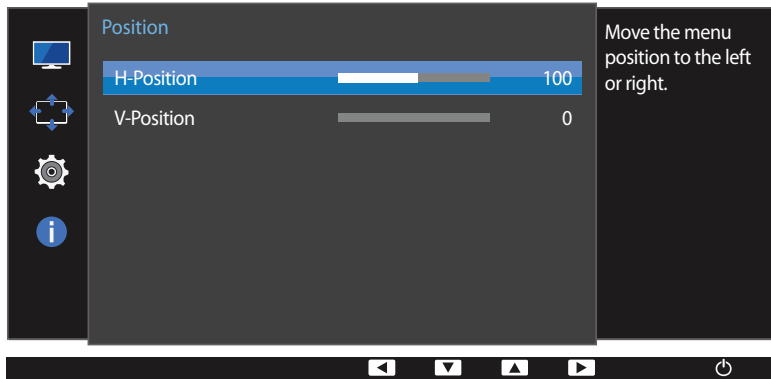 Position
H-Position 100
V-Position 0
Move the menu
position to the left
or right.